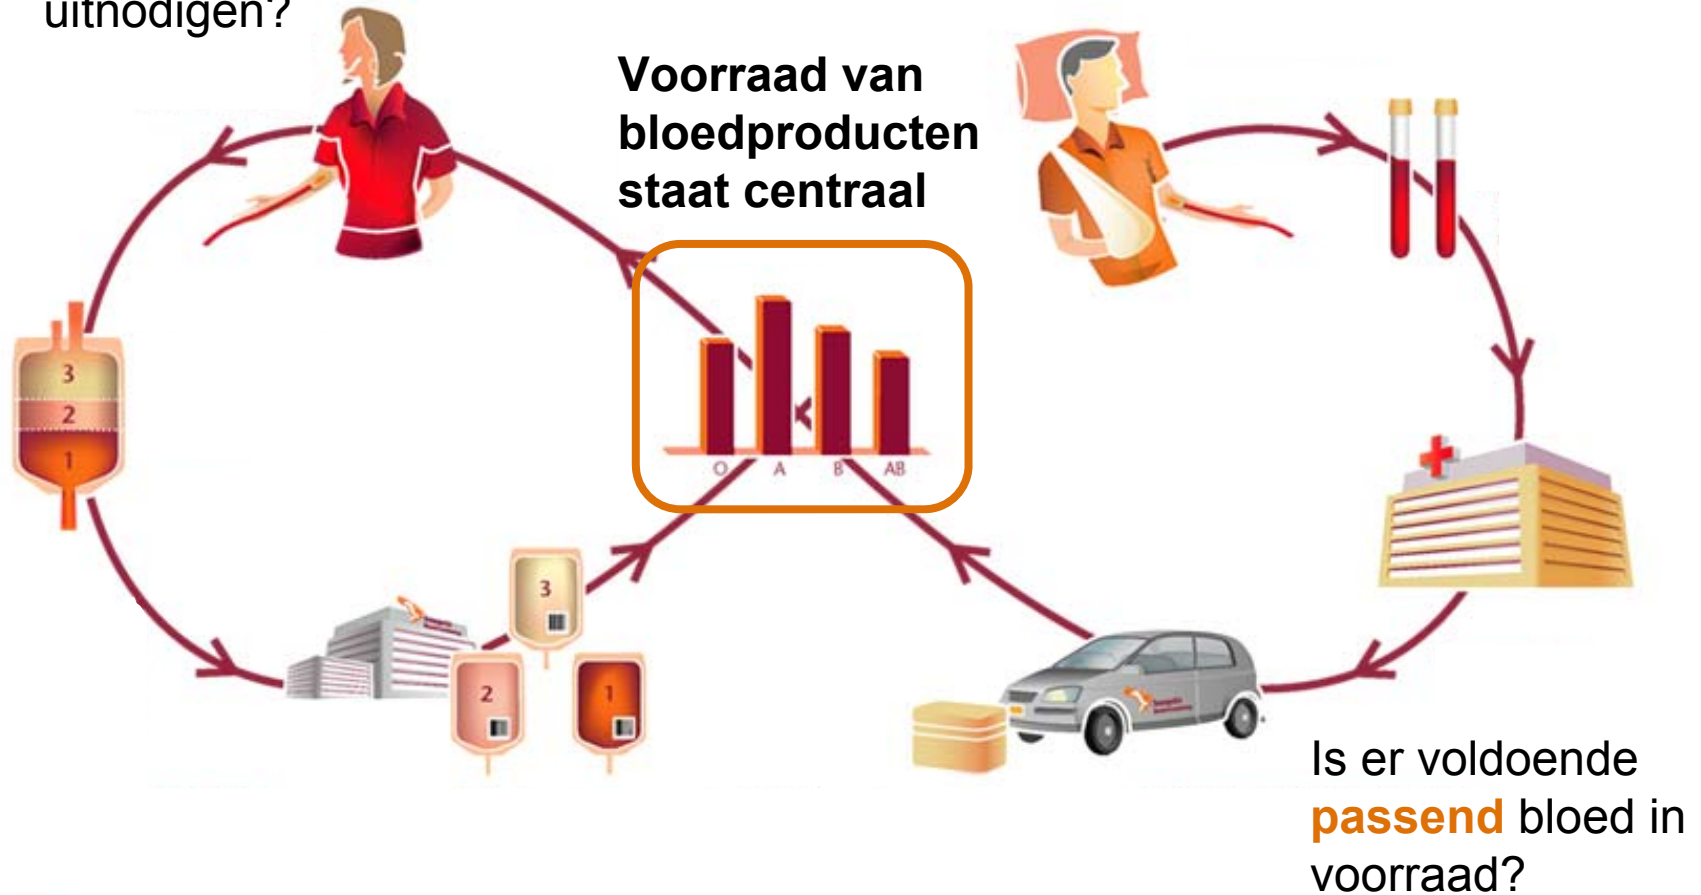 uitnodigen?
Voorraad van
bloedproducten
staat centraal
3
2
1
O A B AB
3
2
1
Is er voldoende
passend bloed in
voorraad?